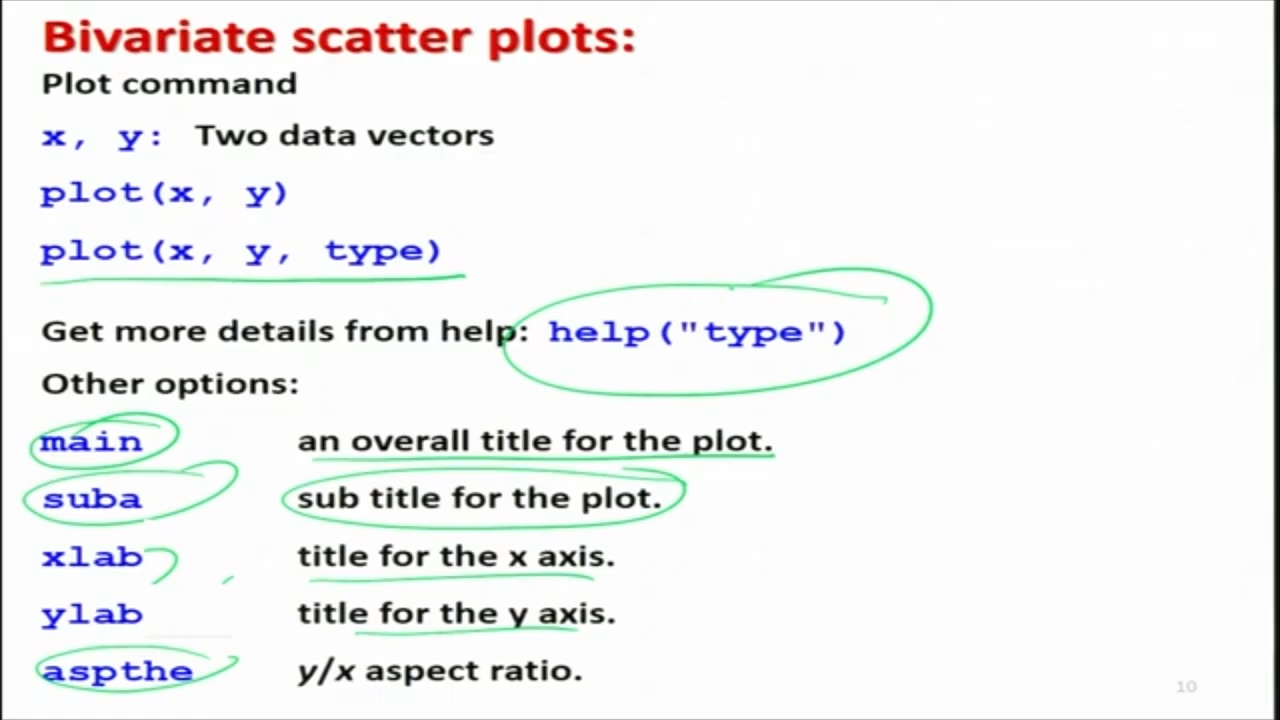 Bivariate scatter plots:
Plot command
x, y: Two data vectors
plot(x, y)
plot(x, y, type)
Get more details from help: help("type")
Other options:
main an overall title for the plot.
suba sub title for the plot.
xlab title for the x axis.
ylab title for the y axis.
aspthe y/x aspect ratio.
10